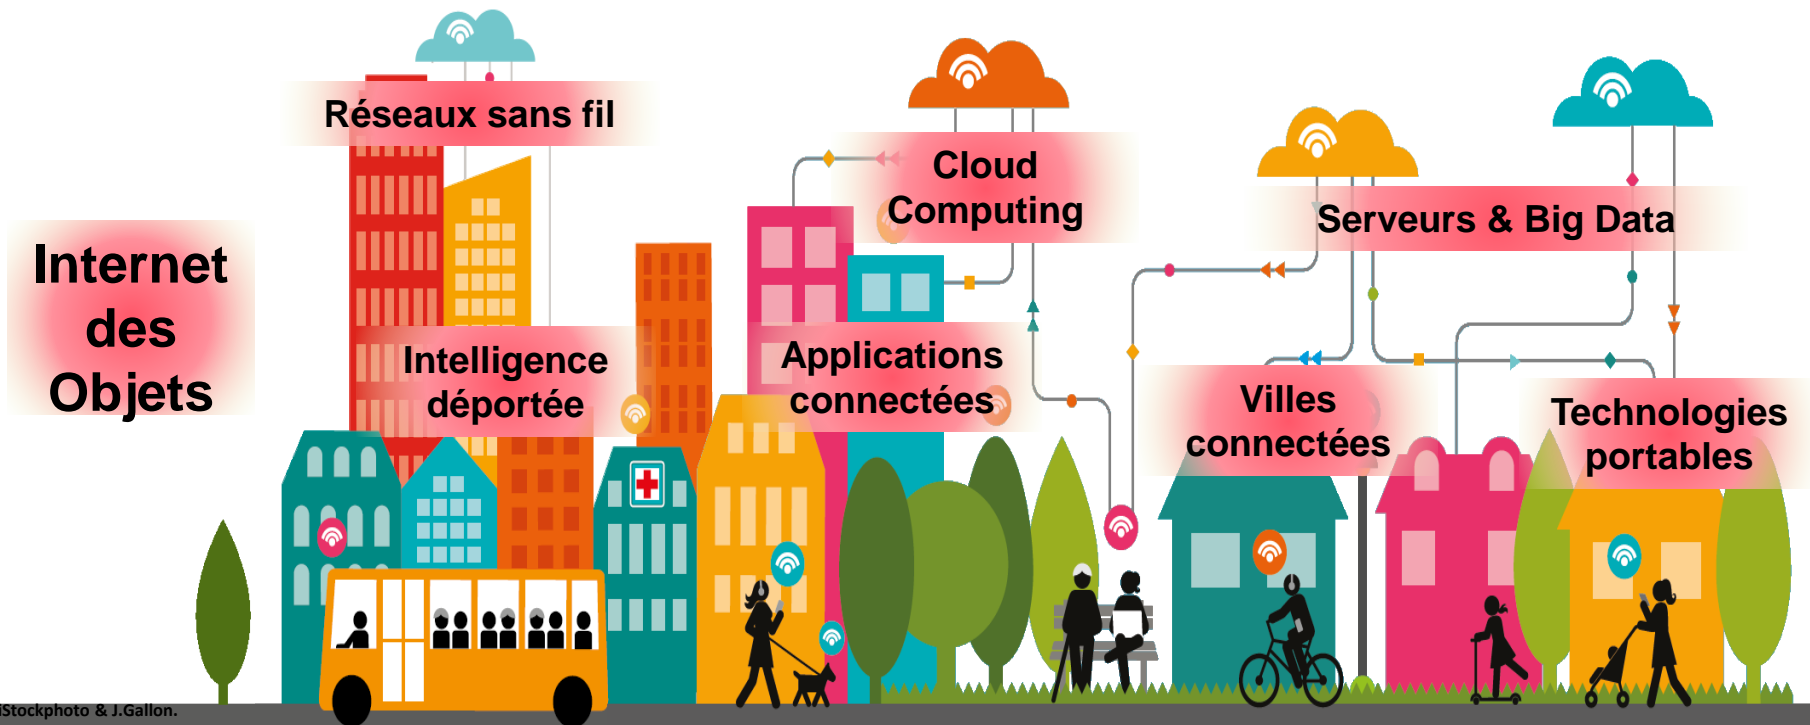 Réseaux sans fil
Cloud
Computing
Serveurs & Big Data
Internet
des
Objets
Intelligence
déportée
Applications
connectées
Villes
connectées
Technologies
portables
iStockphoto & J.Gallon.